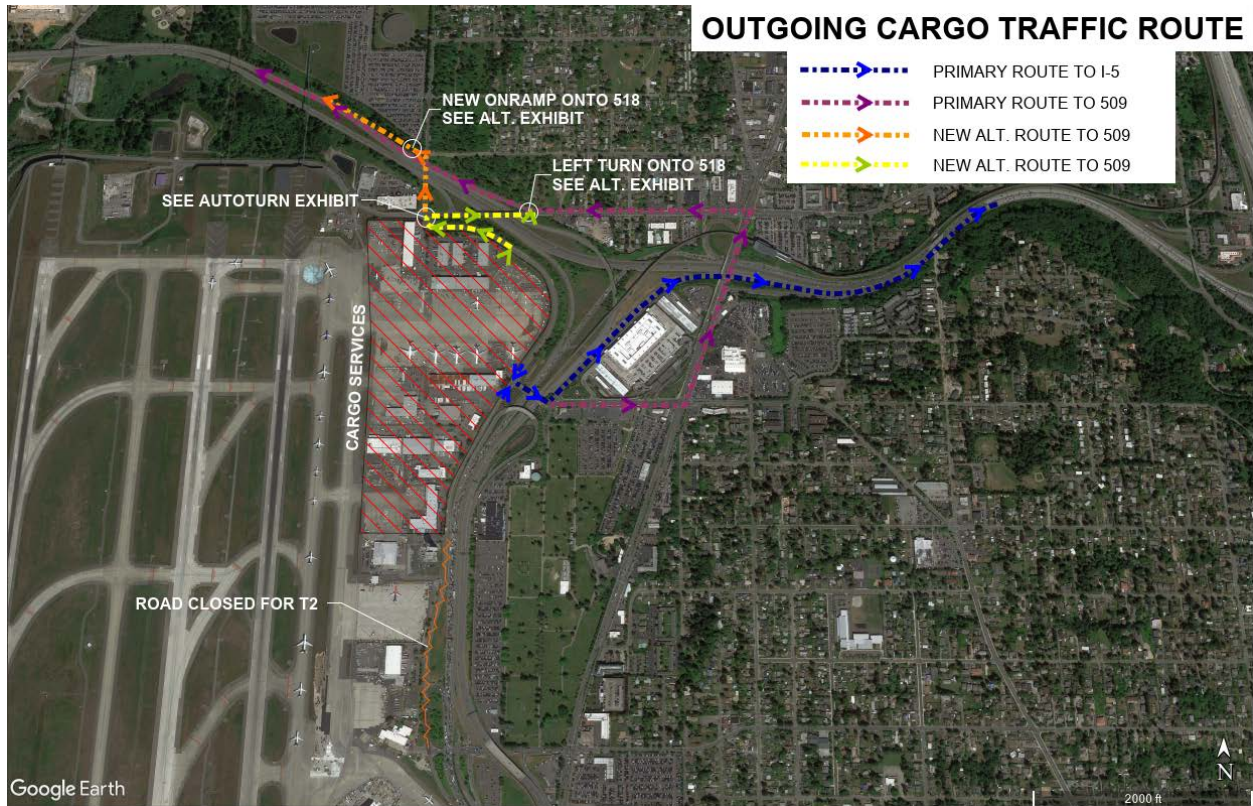 OUTGOING CARGO TRAFFIC ROUTE
PRIMARY ROUTE TO I-5
PRIMARY ROUTE TO 509
NEW ALT. ROUTE TO 509
NEW ALT. ROUTE TO 509
NEW ONRAMP ONTO 518
SEE ALT. EXHIBIT
LEFT TURN ONTO 518
SEE ALT. EXHIBIT
SEE AUTOTURN EXHIBIT
CARGO SERVICES
ROAD CLOSED FOR T2
Google Earth
N
2000 ft